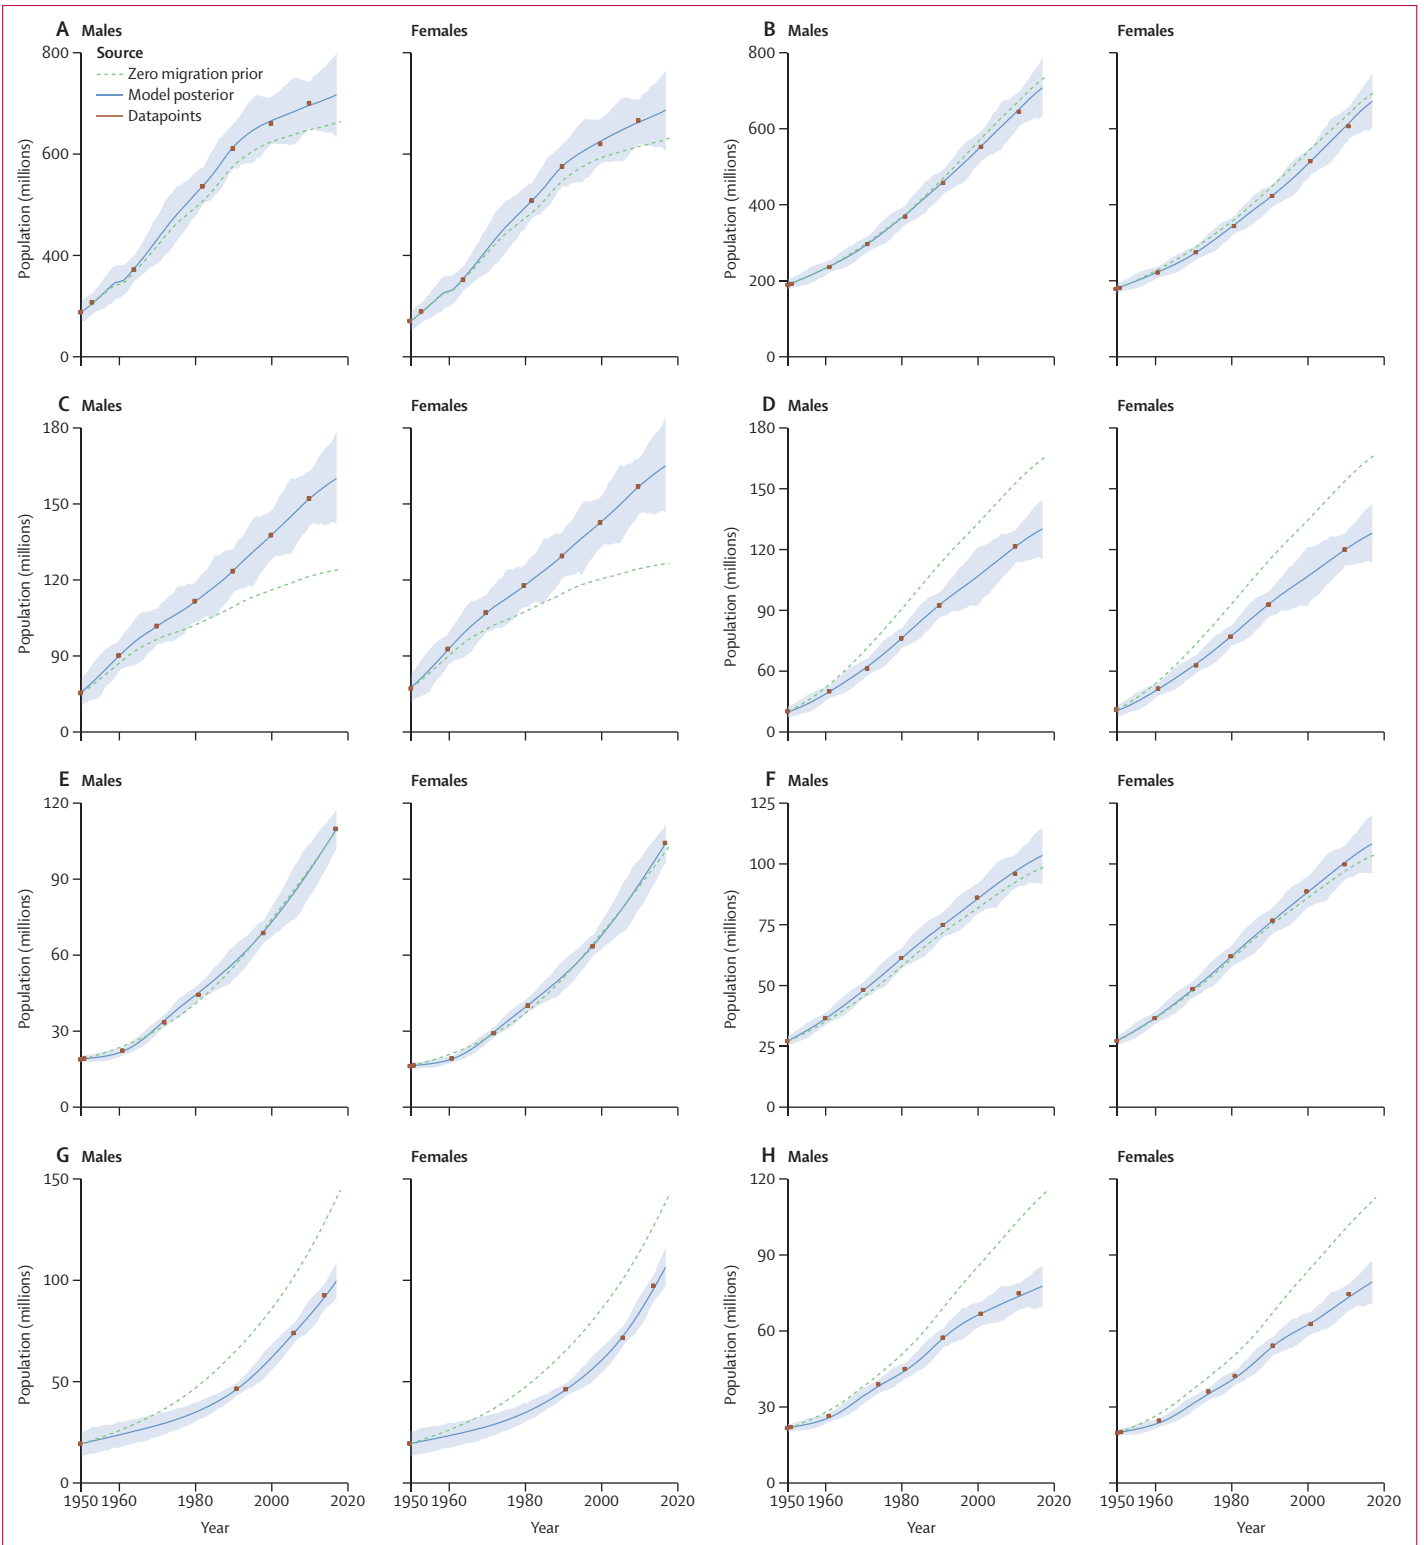 A Males
Females
B Males
Females
Source
Zero migration prior
Model posterior
Datapoints
Population (millions)
800
600
400
0
Population (millions)
800
600
400
200
0
C Males
Females
D Males
Females
Population (millions)
180
150
120
90
0
Population (millions)
180
150
120
90
60
0
E Males
Females
F Males
Females
Population (millions)
120
90
60
30
0
Population (millions)
125
100
75
50
25
0
G Males
Females
H Males
Females
Population (millions)
150
100
50
0
Population (millions)
120
90
60
30
0
1950 1960 1980 2000 2020
1950 1960 1980 2000 2020
1950 1960 1980 2000 2020
1950 1960 1980 2000 2020
Year
Year
Year
Year